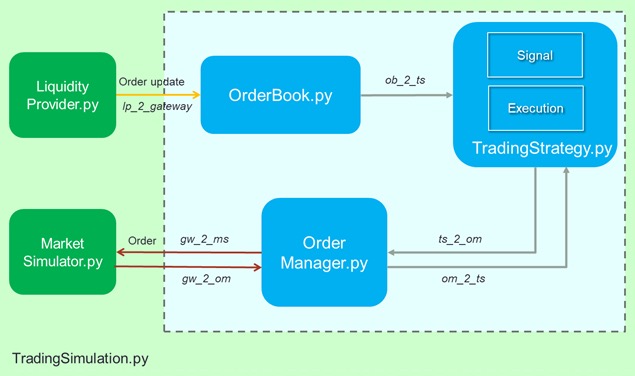 Liquidity
Provider.py
Order update
lp_2_gateway
OrderBook.py
ob_2_ts
Signal
Execution
TradingStrategy.py
Market
Simulator.py
Order
gw_2_ms
gw_2_om
Order
Manager.py
ts_2_om
om_2_ts
TradingSimulation.py